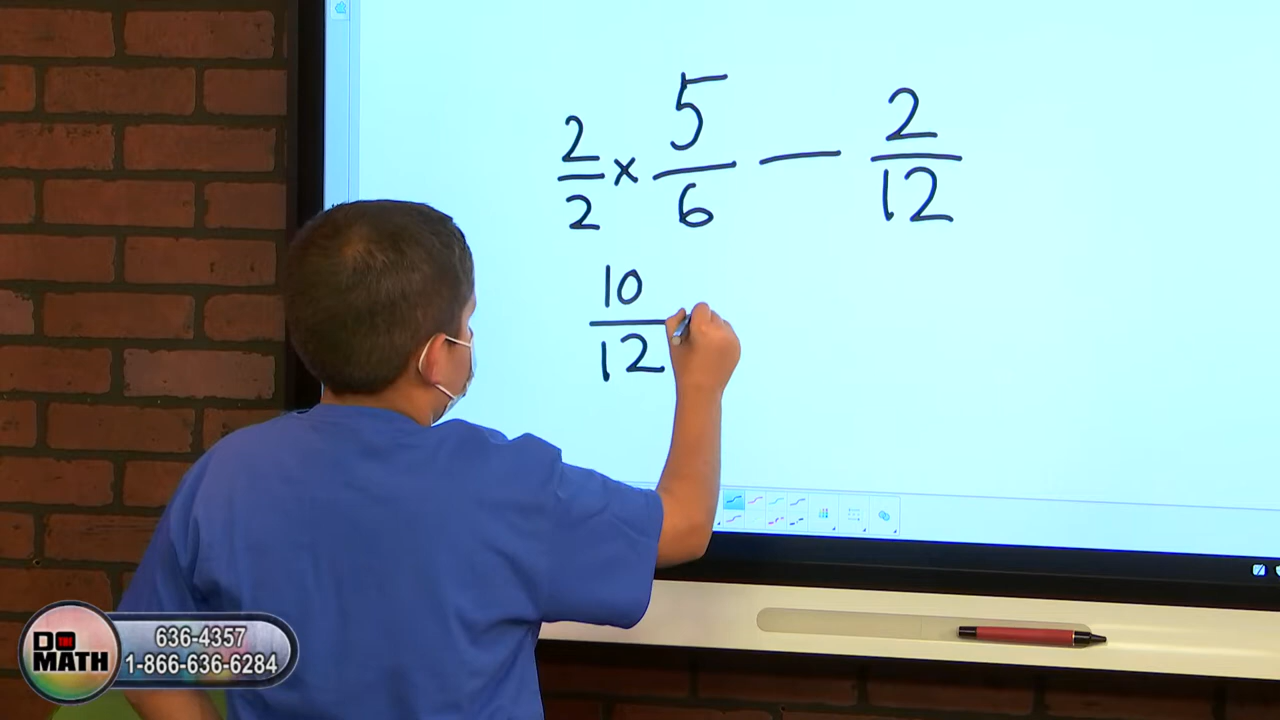 2/2 × 5/6 — 2/12
10/12
DO THE MATH
636-4357
1-866-636-6284